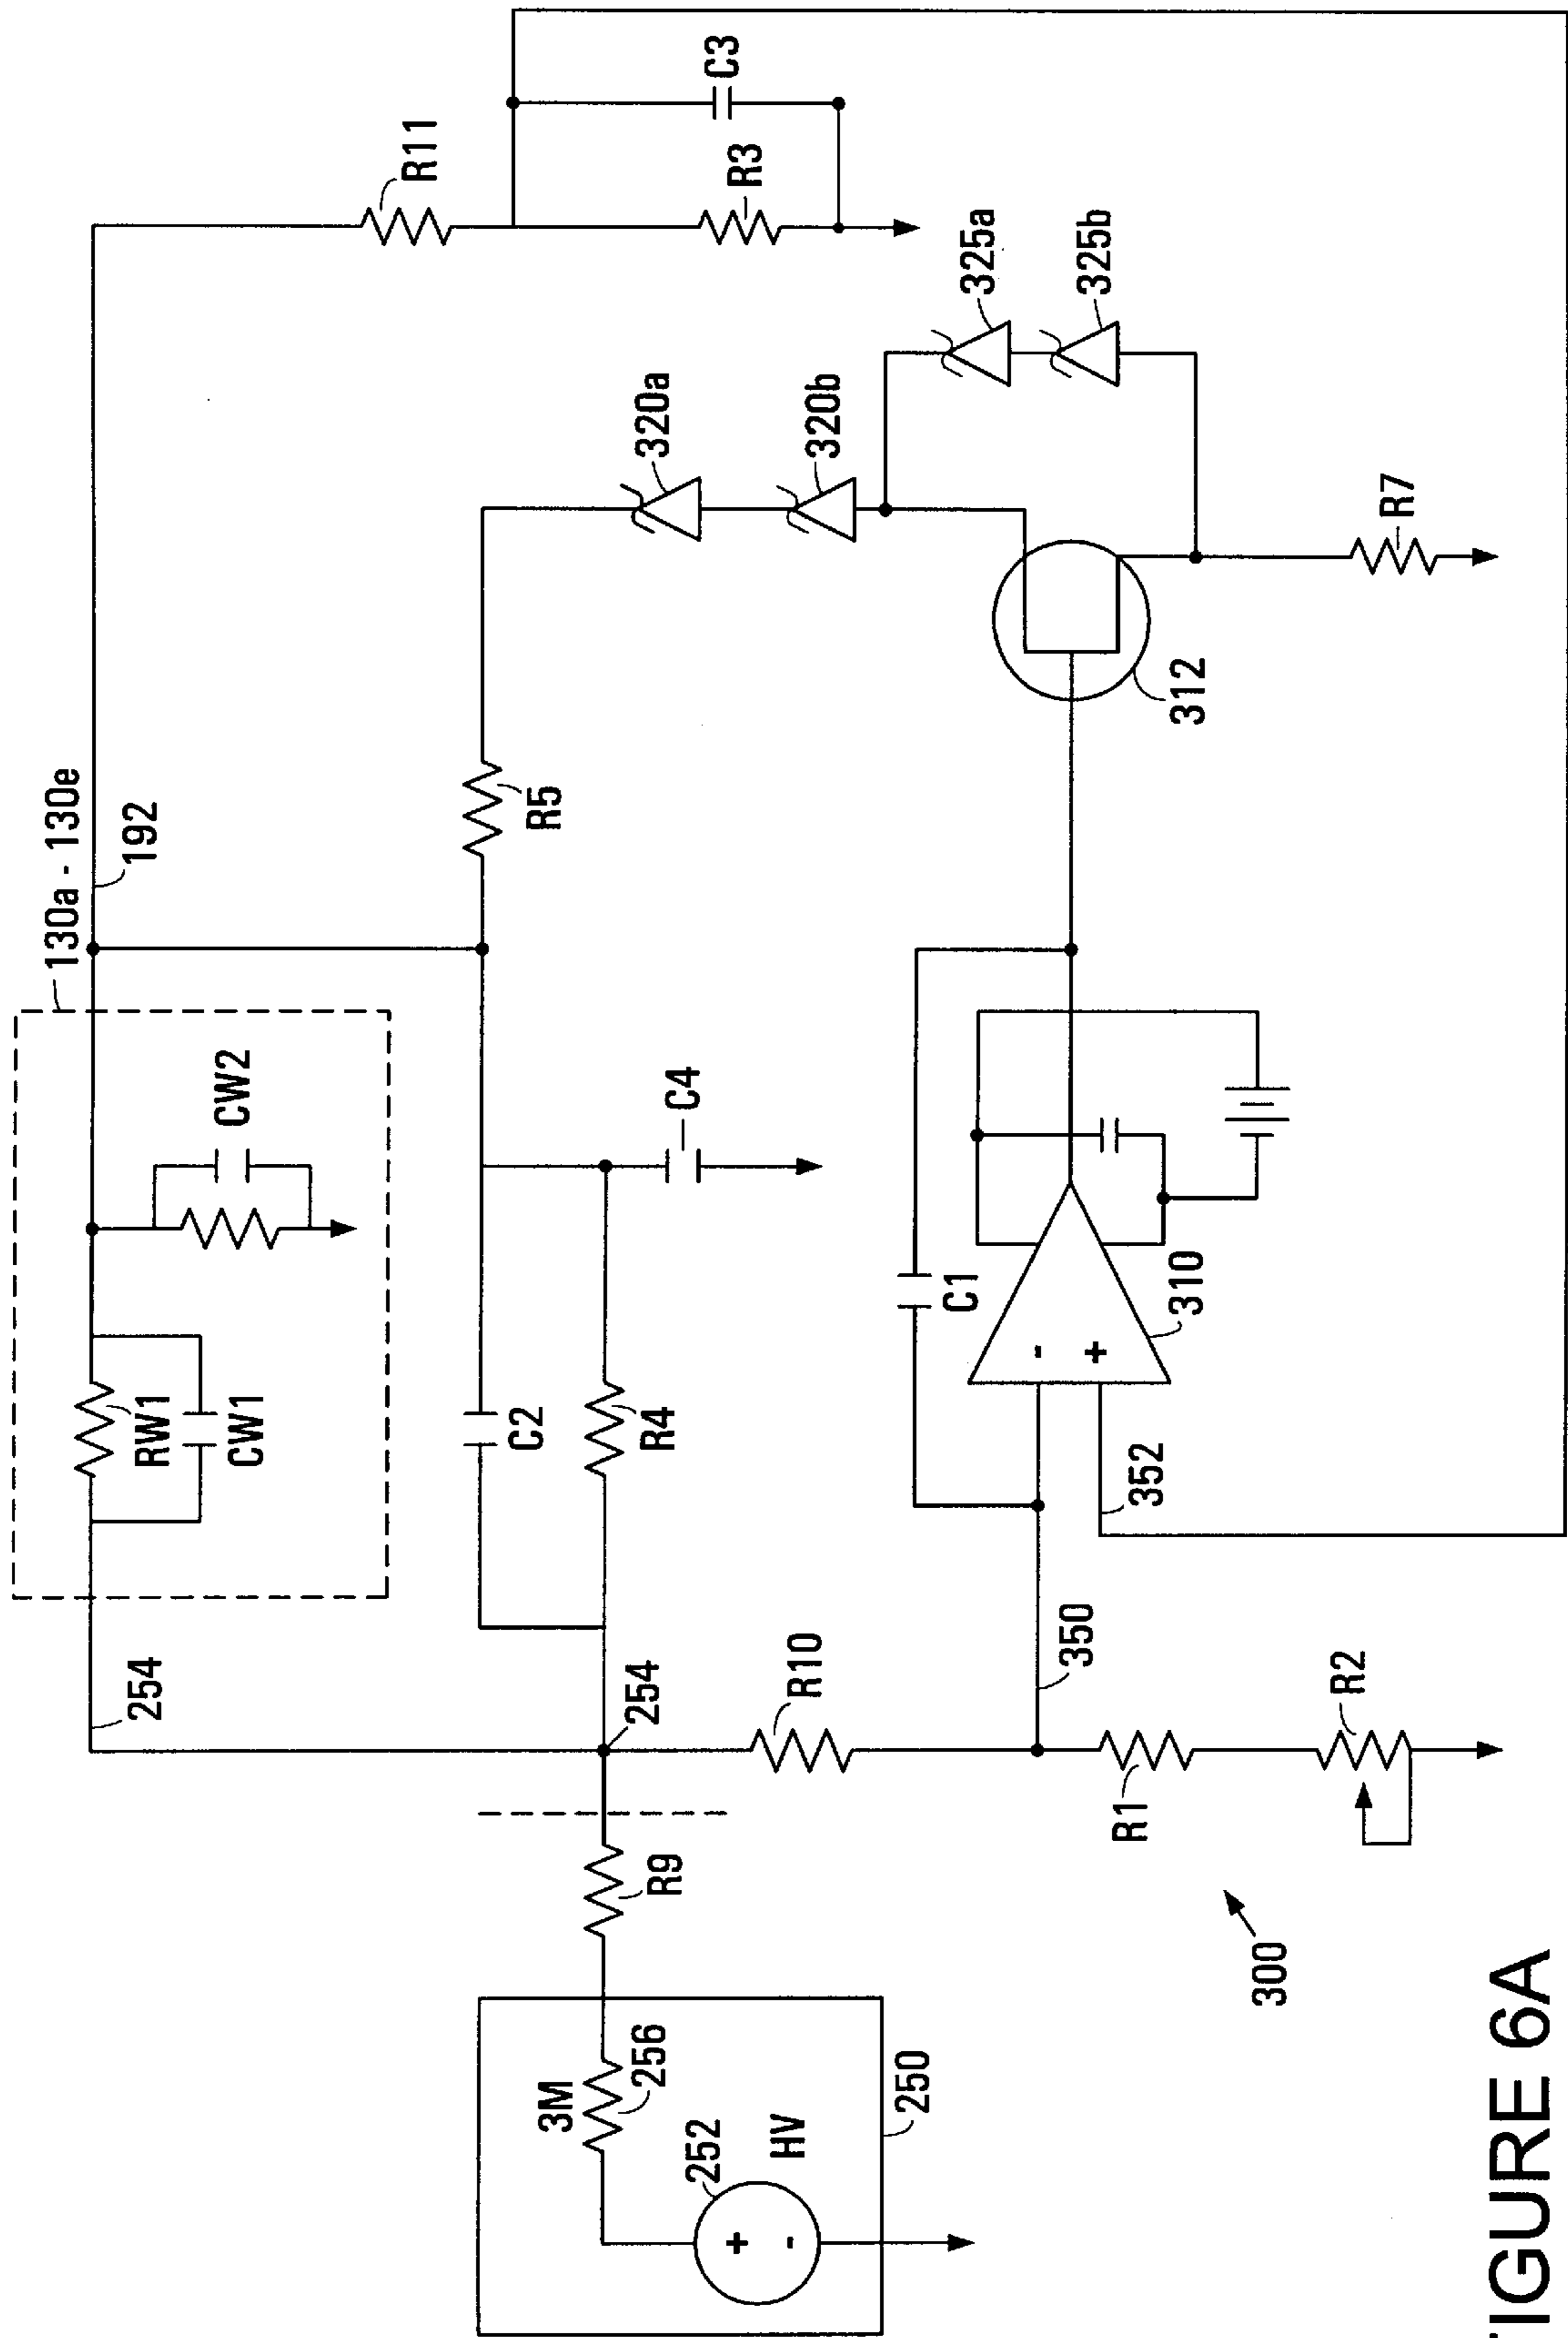 130a - 130e
192
254
RW1
CW2
CW1
R11
C2
R5
3M
256
254
R9
R4
C4
320a
252
C3
R3
+
-
HV
R10
320b
250
C1
325a
-
350
+
325b
R1
352
310
312
300
R2
R7
FIGURE 6A